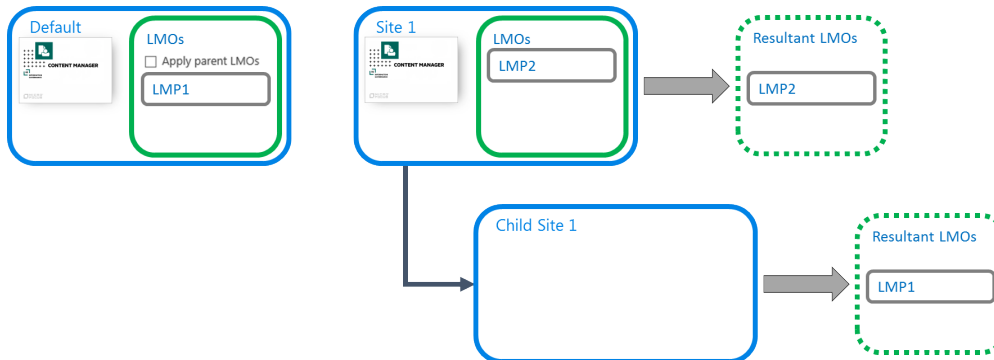 Default
CONTENT MANAGER
LMOs
Apply parent LMOs
LMP1
Site 1
CONTENT MANAGER
LMOs
LMP2
Resultant LMOs
LMP2
Child Site 1
Resultant LMOs
LMP1